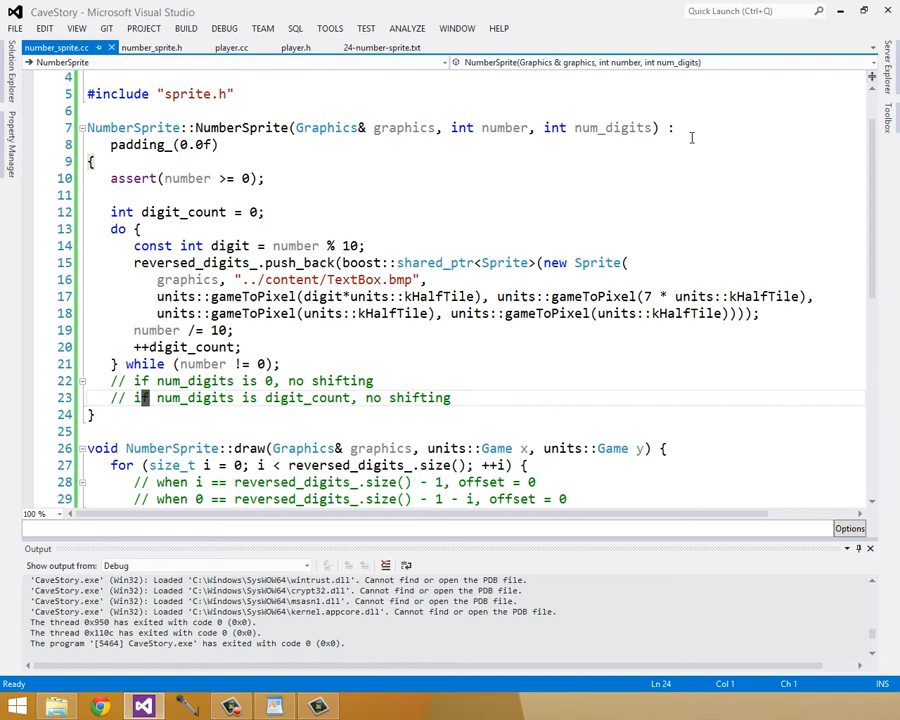 CaveStory - Microsoft Visual Studio
Quick Launch (Ctrl+Q)
FILE EDIT VIEW GIT PROJECT BUILD DEBUG TEAM SQL TOOLS TEST ANALYZE WINDOW HELP
Solution Explorer
Property Manager
Server Explorer
Toolbox
number_sprite.cc number_sprite.h player.cc player.h 24-number-sprite.txt
NumberSprite NumberSprite(Graphics & graphics, int number, int num_digits)
4
5 #include "sprite.h"
6
7 NumberSprite::NumberSprite(Graphics& graphics, int number, int num_digits) :
8 padding_(0.0f)
9 {
10 assert(number >= 0);
11
12 int digit_count = 0;
13 do {
14 const int digit = number % 10;
15 reversed_digits_.push_back(boost::shared_ptr<Sprite>(new Sprite(
16 graphics, "../content/TextBox.bmp",
17 units::gameToPixel(digit*units::kHalfTile), units::gameToPixel(7 * units::kHalfTile),
18 units::gameToPixel(units::kHalfTile), units::gameToPixel(units::kHalfTile))));
19 number /= 10;
20 ++digit_count;
21 } while (number != 0);
22 // if num_digits is 0, no shifting
23 // if num_digits is digit_count, no shifting
24 }
25
26 void NumberSprite::draw(Graphics& graphics, units::Game x, units::Game y) {
27 for (size_t i = 0; i < reversed_digits_.size(); ++i) {
28 // when i == reversed_digits_.size() - 1, offset = 0
29 // when 0 == reversed_digits_.size() - 1 - i, offset = 0
100 %
Options
Output
Show output from: Debug
'CaveStory.exe' (Win32): Loaded 'C:\Windows\SysWOW64\wintrust.dll'. Cannot find or open the PDB file.
'CaveStory.exe' (Win32): Loaded 'C:\Windows\SysWOW64\crypt32.dll'. Cannot find or open the PDB file.
'CaveStory.exe' (Win32): Loaded 'C:\Windows\SysWOW64\msasn1.dll'. Cannot find or open the PDB file.
'CaveStory.exe' (Win32): Loaded 'C:\Windows\SysWOW64\kernel.appcore.dll'. Cannot find or open the PDB file.
The thread 0x950 has exited with code 0 (0x0).
The thread 0x110c has exited with code 0 (0x0).
The program '[5464] CaveStory.exe' has exited with code 0 (0x0).
Ready Ln 24 Col 1 Ch 1 INS